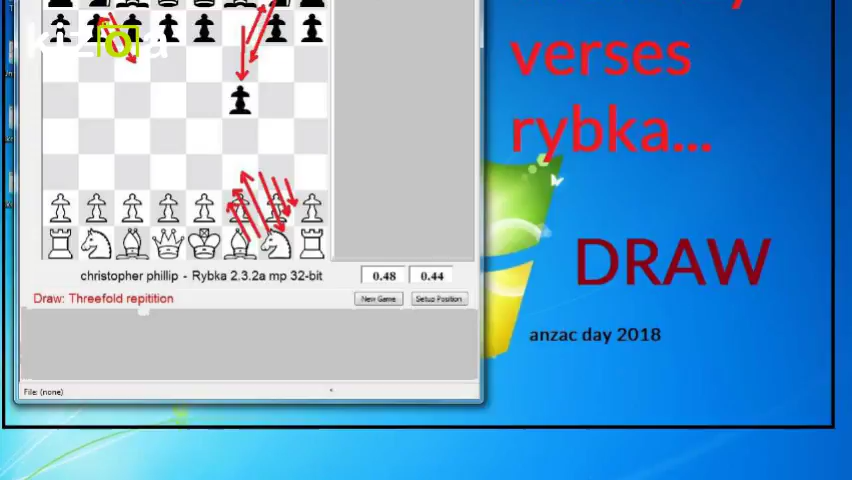 kizoa
verses
rybka...
DRAW
anzac day 2018
christopher phillip - Rybka 2.3.2a mp 32-bit
0.48
0.44
Draw: Threefold repitition
New Game
Setup Position
File: (none)